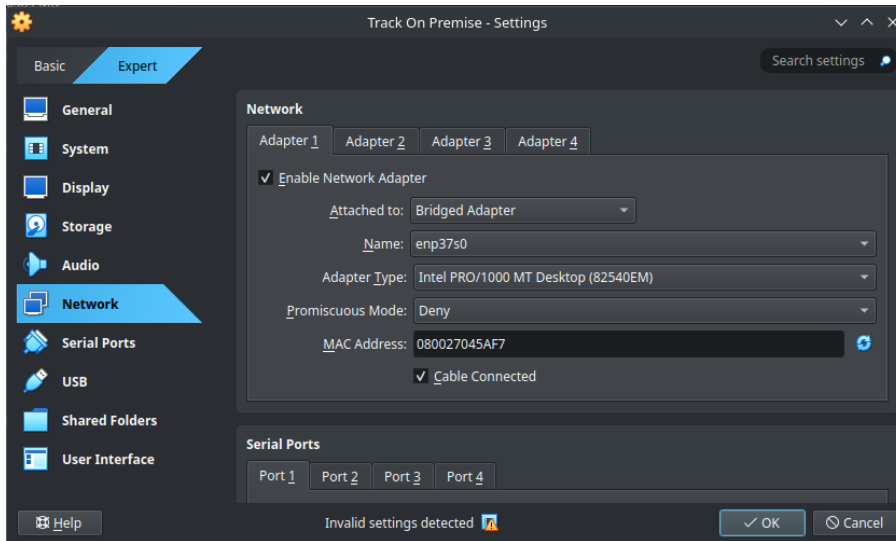 Track On Premise - Settings
Basic
Expert
Search settings
General
System
Display
Storage
Audio
Network
Serial Ports
USB
Shared Folders
User Interface
Network
Adapter 1
Adapter 2
Adapter 3
Adapter 4
Enable Network Adapter
Attached to: Bridged Adapter
Name: enp37s0
Adapter Type: Intel PRO/1000 MT Desktop (82540EM)
Promiscuous Mode: Deny
MAC Address: 080027045AF7
Cable Connected
Serial Ports
Port 1
Port 2
Port 3
Port 4
Help
Invalid settings detected
OK
Cancel